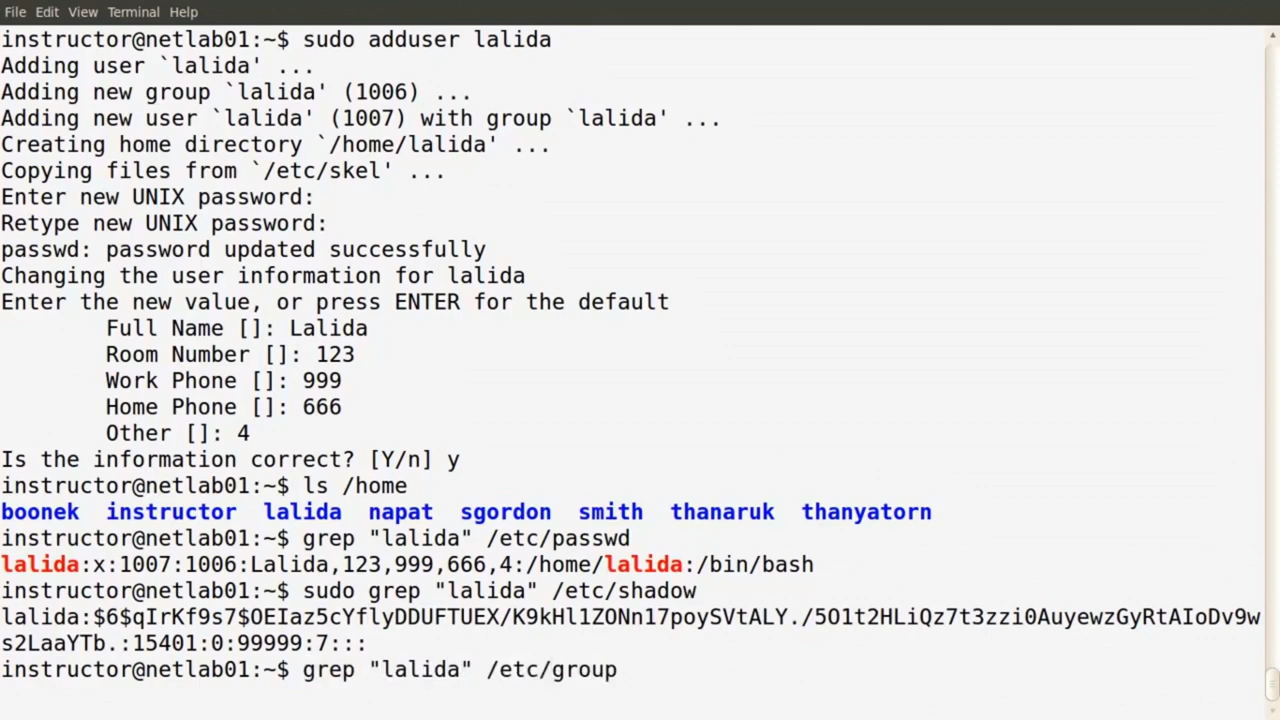 File Edit View Terminal Help
instructor@netlab01:~$ sudo adduser lalida
Adding user `lalida' ...
Adding new group `lalida' (1006) ...
Adding new user `lalida' (1007) with group `lalida' ...
Creating home directory `/home/lalida' ...
Copying files from `/etc/skel' ...
Enter new UNIX password:
Retype new UNIX password:
passwd: password updated successfully
Changing the user information for lalida
Enter the new value, or press ENTER for the default
        Full Name []: Lalida
        Room Number []: 123
        Work Phone []: 999
        Home Phone []: 666
        Other []: 4
Is the information correct? [Y/n] y
instructor@netlab01:~$ ls /home
boonek  instructor  lalida  napat  sgordon  smith  thanaruk  thanyatorn
instructor@netlab01:~$ grep "lalida" /etc/passwd
lalida:x:1007:1006:Lalida,123,999,666,4:/home/lalida:/bin/bash
instructor@netlab01:~$ sudo grep "lalida" /etc/shadow
lalida:$6$qIrKf9s7$OEIaz5cYflyDDUFTUEX/K9kHl1ZONn17poySVtALY./5O1t2HLiQz7t3zzi0AuyewzGyRtAIoDv9w
s2LaaYTb.:15401:0:99999:7:::
instructor@netlab01:~$ grep "lalida" /etc/group